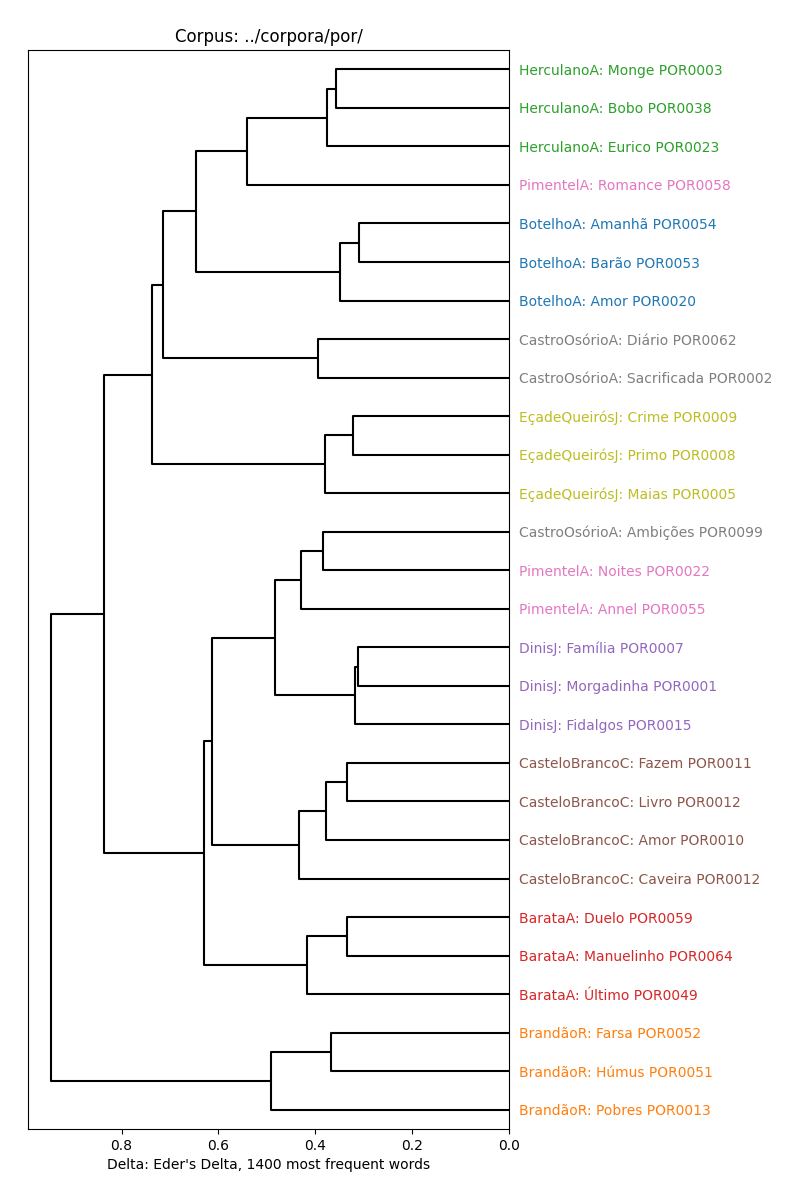 Corpus: ../corpora/por/
HerculanoA: Monge POR0003
HerculanoA: Bobo POR0038
HerculanoA: Eurico POR0023
PimentelA: Romance POR0058
BotelhoA: Amanhã POR0054
BotelhoA: Barão POR0053
BotelhoA: Amor POR0020
CastroOsórioA: Diário POR0062
CastroOsórioA: Sacrificada POR0002
EçadeQueirósJ: Crime POR0009
EçadeQueirósJ: Primo POR0008
EçadeQueirósJ: Maias POR0005
CastroOsórioA: Ambições POR0099
PimentelA: Noites POR0022
PimentelA: Annel POR0055
DinisJ: Família POR0007
DinisJ: Morgadinha POR0001
DinisJ: Fidalgos POR0015
CasteloBrancoC: Fazem POR0011
CasteloBrancoC: Livro POR0012
CasteloBrancoC: Amor POR0010
CasteloBrancoC: Caveira POR0012
BarataA: Duelo POR0059
BarataA: Manuelinho POR0064
BarataA: Último POR0049
BrandãoR: Farsa POR0052
BrandãoR: Húmus POR0051
BrandãoR: Pobres POR0013
0.8 0.6 0.4 0.2 0.0
Delta: Eder's Delta, 1400 most frequent words